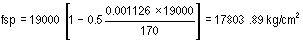 fsp = 19000 [1 - 0.5 0.001126 × 19000 / 170] = 17803 .89 kg/cm²